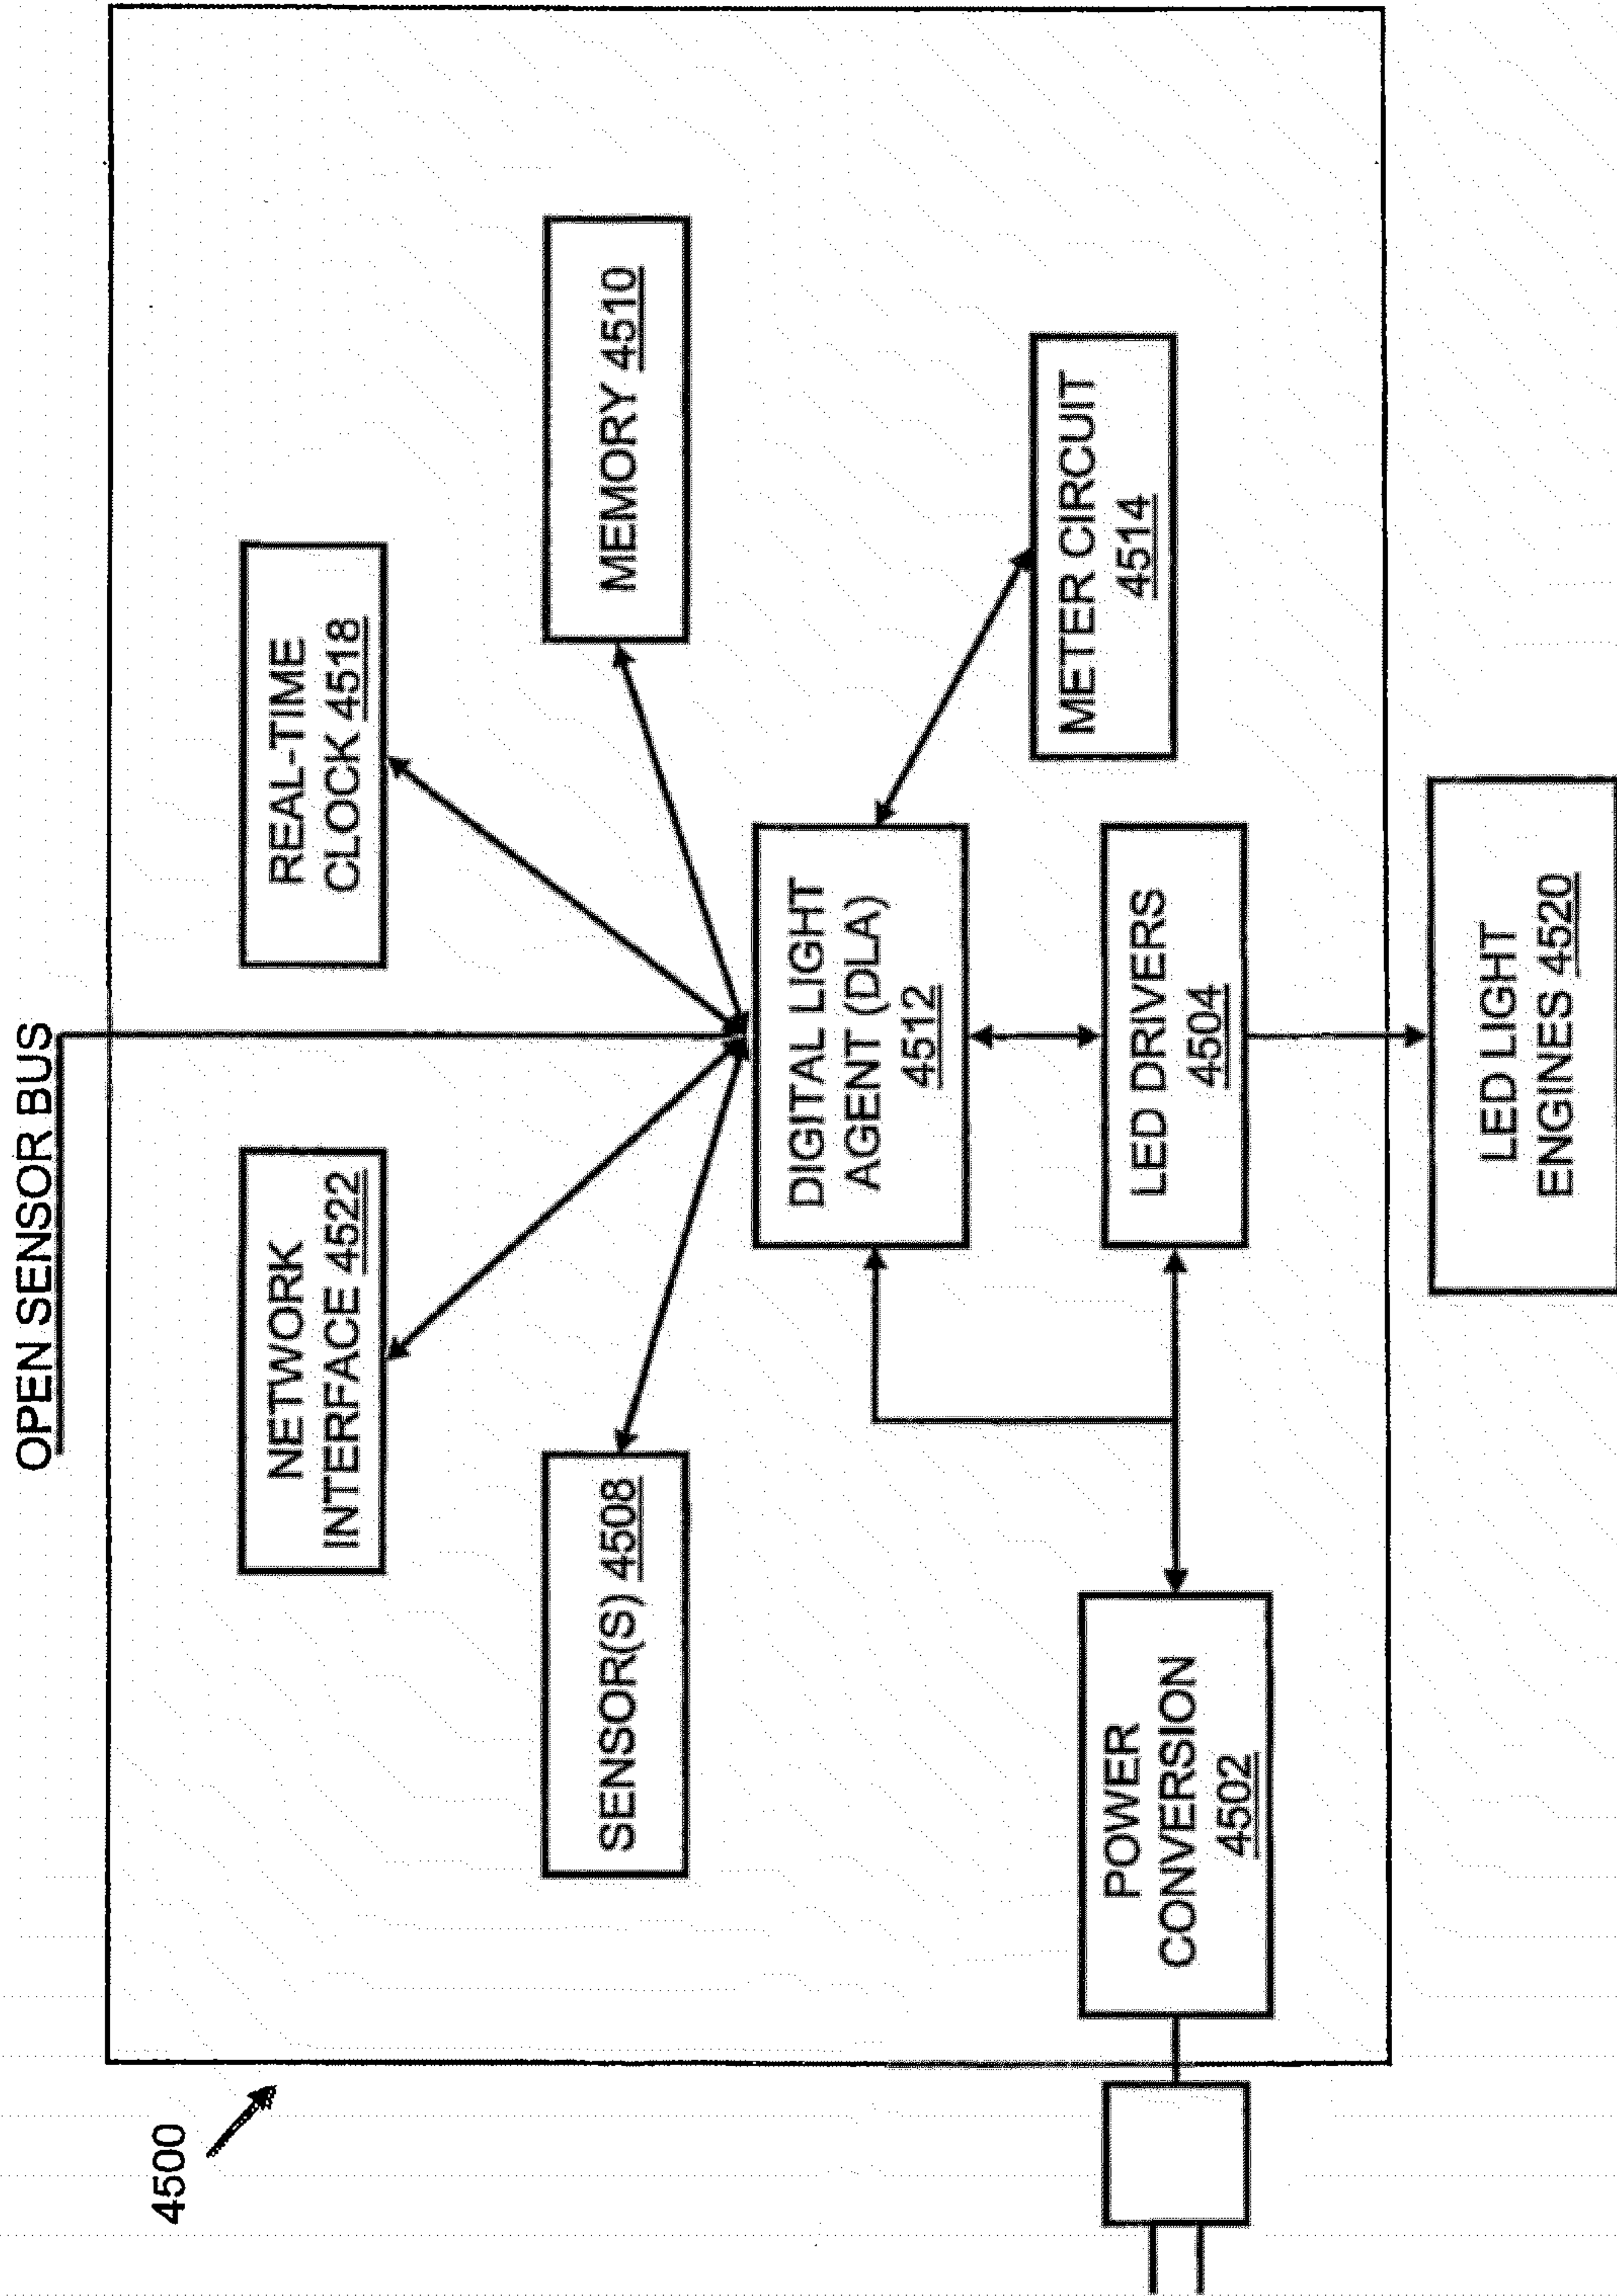 4500
OPEN SENSOR BUS
NETWORK
INTERFACE 4522
REAL-TIME
CLOCK 4518
SENSOR(S) 4508
MEMORY 4510
DIGITAL LIGHT
AGENT (DLA)
4512
METER CIRCUIT
4514
POWER
CONVERSION
4502
LED DRIVERS
4504
LED LIGHT
ENGINES 4520